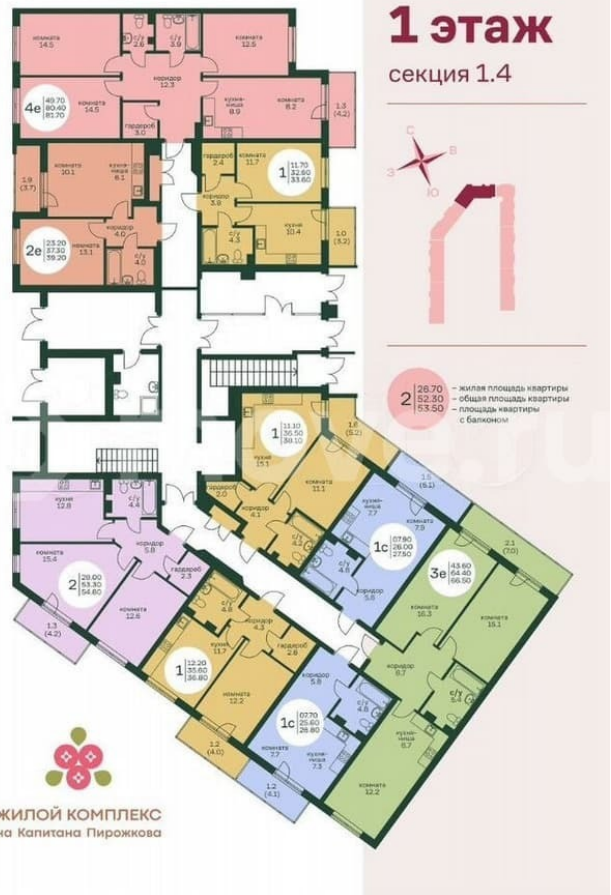 1 этаж
секция 1.4
С
В
З
Ю
2
26.70
52.30
53.50
– жилая площадь квартиры
– общая площадь квартиры
– площадь квартиры
с балконом
комната
14.5
с/у
2.6
с/у
3.9
комната
12.5
коридор
12.3
4е
49.70
80.40
81.70
комната
14.5
гардероб
3.0
кухня-
ниша
8.9
комната
8.2
1.3
(4.2)
1.9
(3.7)
комната
10.1
кухня-
ниша
6.1
2е
23.20
37.30
39.20
комната
13.1
коридор
4.0
с/у
4.0
гардероб
2.4
комната
11.7
1
11.70
32.60
33.60
коридор
3.8
с/у
4.3
кухня
10.4
1.0
(3.2)
1
11.10
36.50
38.10
кухня
15.1
1.6
(5.2)
гардероб
2.0
коридор
4.1
комната
11.1
с/у
4.2
1.5
(5.1)
кухня-
ниша
7.7
комната
7.9
1с
07.90
26.00
27.50
с/у
4.8
коридор
5.6
2.1
(7.0)
3е
43.60
64.40
66.50
комната
16.3
комната
15.1
коридор
8.7
с/у
5.4
кухня-
ниша
6.7
комната
12.2
кухня
12.8
с/у
4.4
комната
15.4
коридор
5.8
гардероб
2.3
2
28.00
53.30
54.60
1.3
(4.2)
комната
12.6
с/у
4.8
коридор
4.3
гардероб
2.6
кухня
11.7
1
12.20
35.60
36.80
комната
12.2
1.2
(4.0)
коридор
5.8
с/у
4.8
1с
07.70
25.60
26.80
комната
7.7
кухня-
ниша
7.3
1.2
(4.1)
ЖИЛОЙ КОМПЛЕКС
на Капитана Пирожкова
move.ru